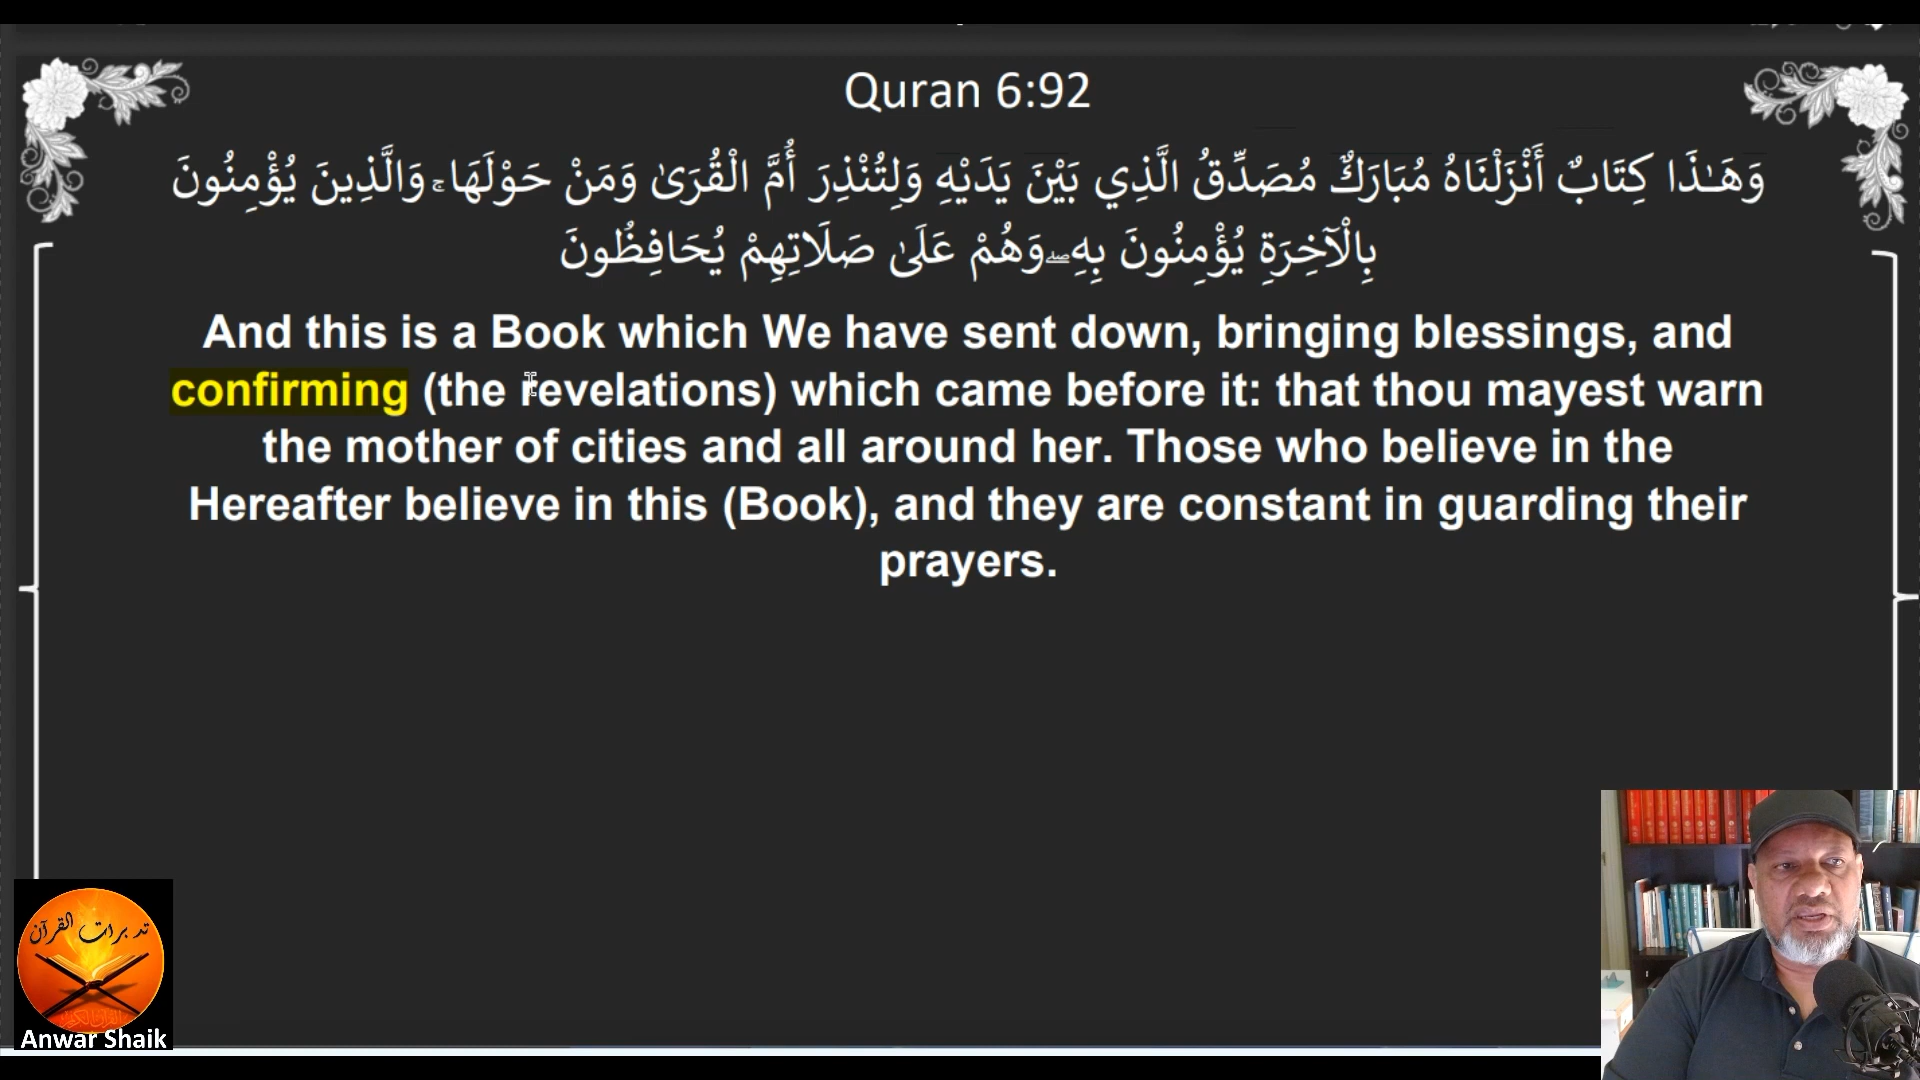 Quran 6:92
وَهَـٰذَا كِتَابٌ أَنْزَلْنَاهُ مُبَارَكٌ مُصَدِّقُ الَّذِي بَيْنَ يَدَيْهِ وَلِتُنْذِرَ أُمَّ الْقُرَىٰ وَمَنْ حَوْلَهَا ۚ وَالَّذِينَ يُؤْمِنُونَ
بِالْآخِرَةِ يُؤْمِنُونَ بِهِ ۖ وَهُمْ عَلَىٰ صَلَاتِهِمْ يُحَافِظُونَ
And this is a Book which We have sent down, bringing blessings, and
confirming (the revelations) which came before it: that thou mayest warn
the mother of cities and all around her. Those who believe in the
Hereafter believe in this (Book), and they are constant in guarding their
prayers.
تدبرات القرآن
Anwar Shaik